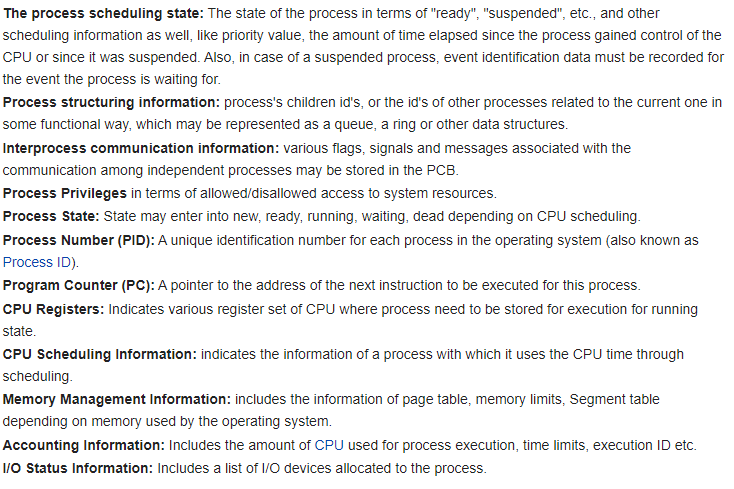 The process scheduling state: The state of the process in terms of "ready", "suspended", etc., and other
scheduling information as well, like priority value, the amount of time elapsed since the process gained control of the
CPU or since it was suspended. Also, in case of a suspended process, event identification data must be recorded for
the event the process is waiting for.
Process structuring information: process's children id's, or the id's of other processes related to the current one in
some functional way, which may be represented as a queue, a ring or other data structures.
Interprocess communication information: various flags, signals and messages associated with the
communication among independent processes may be stored in the PCB.
Process Privileges in terms of allowed/disallowed access to system resources.
Process State: State may enter into new, ready, running, waiting, dead depending on CPU scheduling.
Process Number (PID): A unique identification number for each process in the operating system (also known as
Process ID).
Program Counter (PC): A pointer to the address of the next instruction to be executed for this process.
CPU Registers: Indicates various register set of CPU where process need to be stored for execution for running
state.
CPU Scheduling Information: indicates the information of a process with which it uses the CPU time through
scheduling.
Memory Management Information: includes the information of page table, memory limits, Segment table
depending on memory used by the operating system.
Accounting Information: Includes the amount of CPU used for process execution, time limits, execution ID etc.
I/O Status Information: Includes a list of I/O devices allocated to the process.